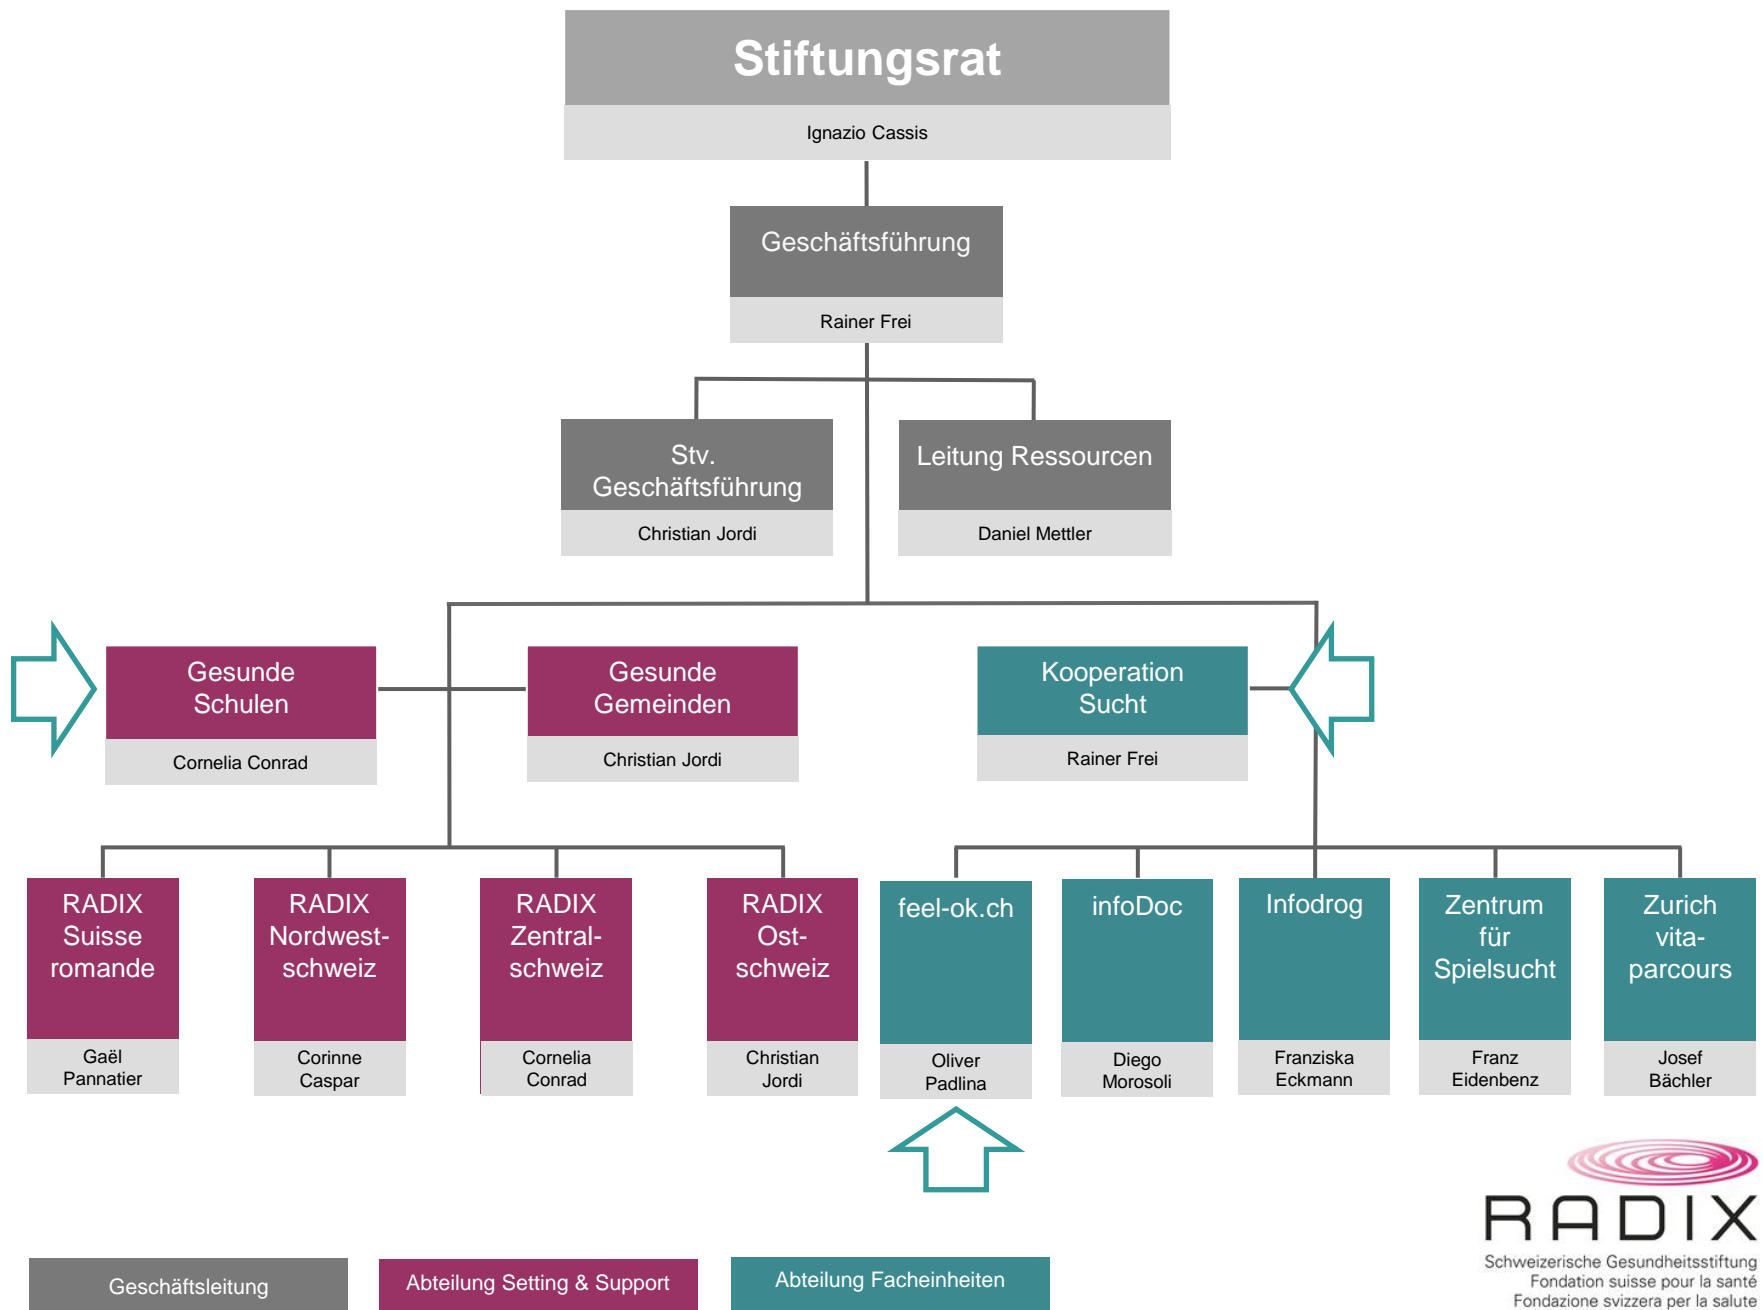 Stiftungsrat
Ignazio Cassis
Geschäftsführung
Rainer Frei
Stv.
Geschäftsführung
Christian Jordi
Leitung Ressourcen
Daniel Mettler
Gesunde
Schulen
Cornelia Conrad
Gesunde
Gemeinden
Christian Jordi
Kooperation
Sucht
Rainer Frei
RADIX
Suisse
romande
Gaël
Pannatier
RADIX
Nordwest-
schweiz
Corinne
Caspar
RADIX
Zentral-
schweiz
Cornelia
Conrad
RADIX
Ost-
schweiz
Christian
Jordi
feel-ok.ch
Oliver
Padlina
infoDoc
Diego
Morosoli
Infodrog
Franziska
Eckmann
Zentrum
für
Spielsucht
Franz
Eidenbenz
Zurich
vita-
parcours
Josef
Bächler
RADIX
Schweizerische Gesundheitsstiftung
Fondation suisse pour la santé
Fondazione svizzera per la salute
Geschäftsleitung
Abteilung Setting & Support
Abteilung Facheinheiten